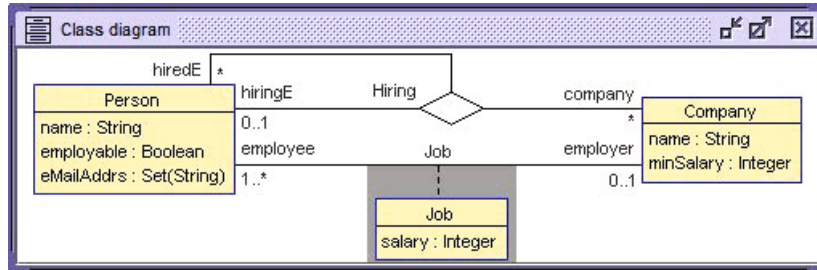 Class diagram
hiredE *
hiringE
Hiring
company
0..1
*
Person
name : String
employable : Boolean
eMailAddrs : Set(String)
employee
Job
employer
1..*
0..1
Company
name : String
minSalary : Integer
Job
salary : Integer